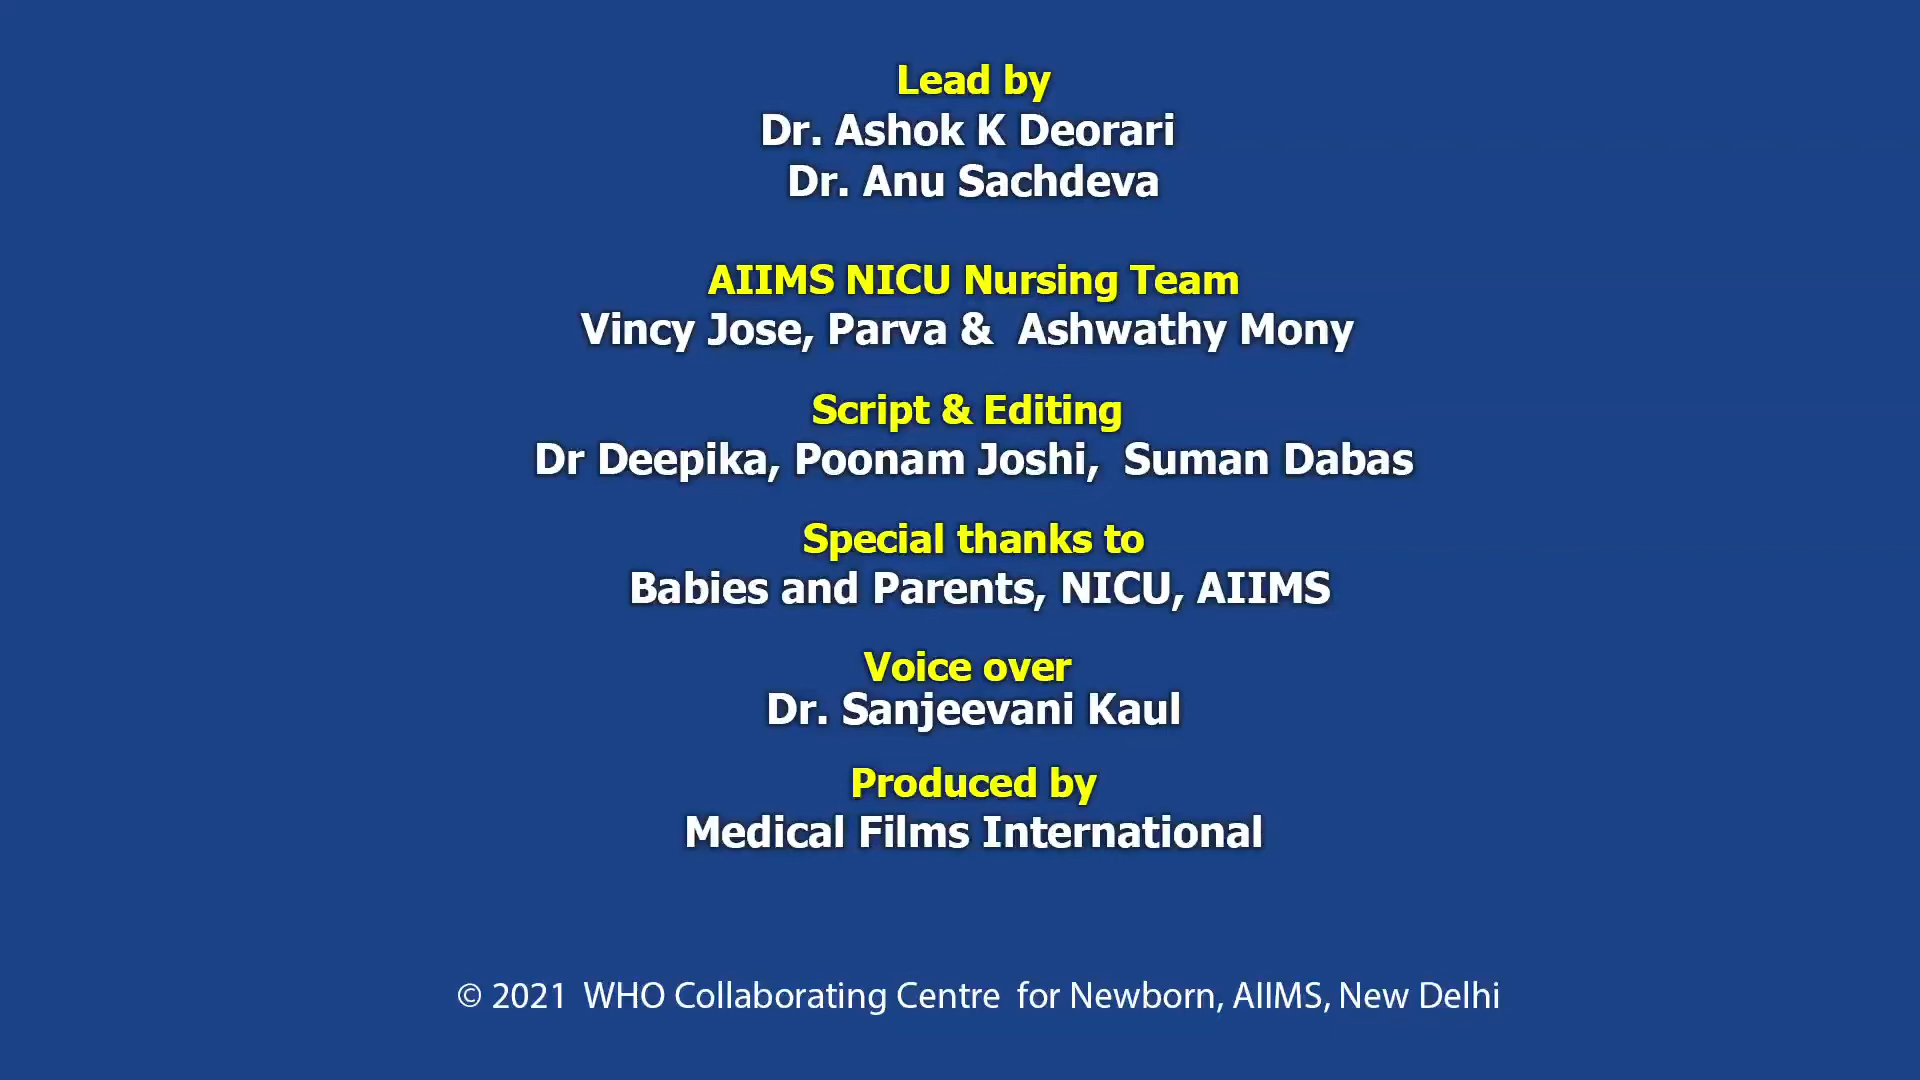 Lead by
Dr. Ashok K Deorari
Dr. Anu Sachdeva
AIIMS NICU Nursing Team
Vincy Jose, Parva & Ashwathy Mony
Script & Editing
Dr Deepika, Poonam Joshi, Suman Dabas
Special thanks to
Babies and Parents, NICU, AIIMS
Voice over
Dr. Sanjeevani Kaul
Produced by
Medical Films International
© 2021 WHO Collaborating Centre for Newborn, AIIMS, New Delhi